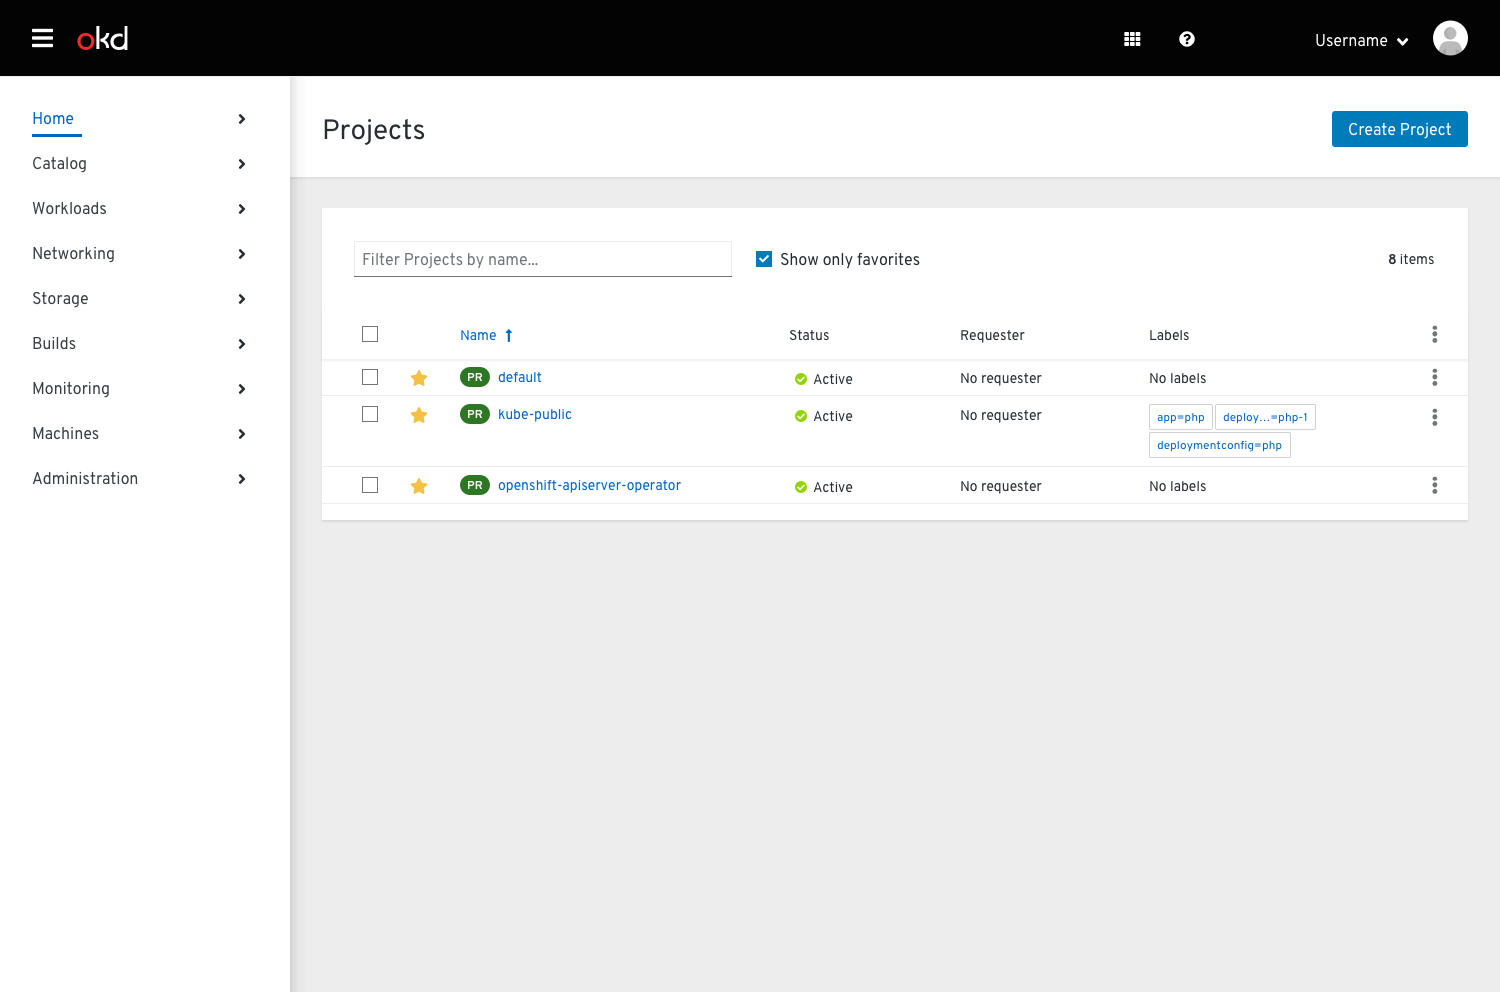 okd
Username
Home
Catalog
Workloads
Networking
Storage
Builds
Monitoring
Machines
Administration
Projects
Create Project
Filter Projects by name...
Show only favorites
8 items
Name Status Requester Labels
PR default Active No requester No labels
PR kube-public Active No requester app=php deploy...=php-1
deploymentconfig=php
PR openshift-apiserver-operator Active No requester No labels